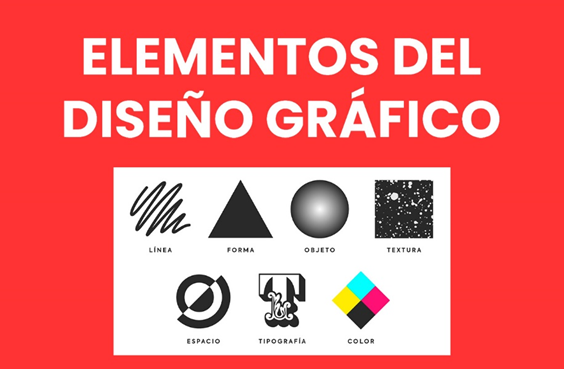 ELEMENTOS DEL
DISEÑO GRÁFICO
LÍNEA FORMA OBJETO TEXTURA
ESPACIO TIPOGRAFÍA COLOR